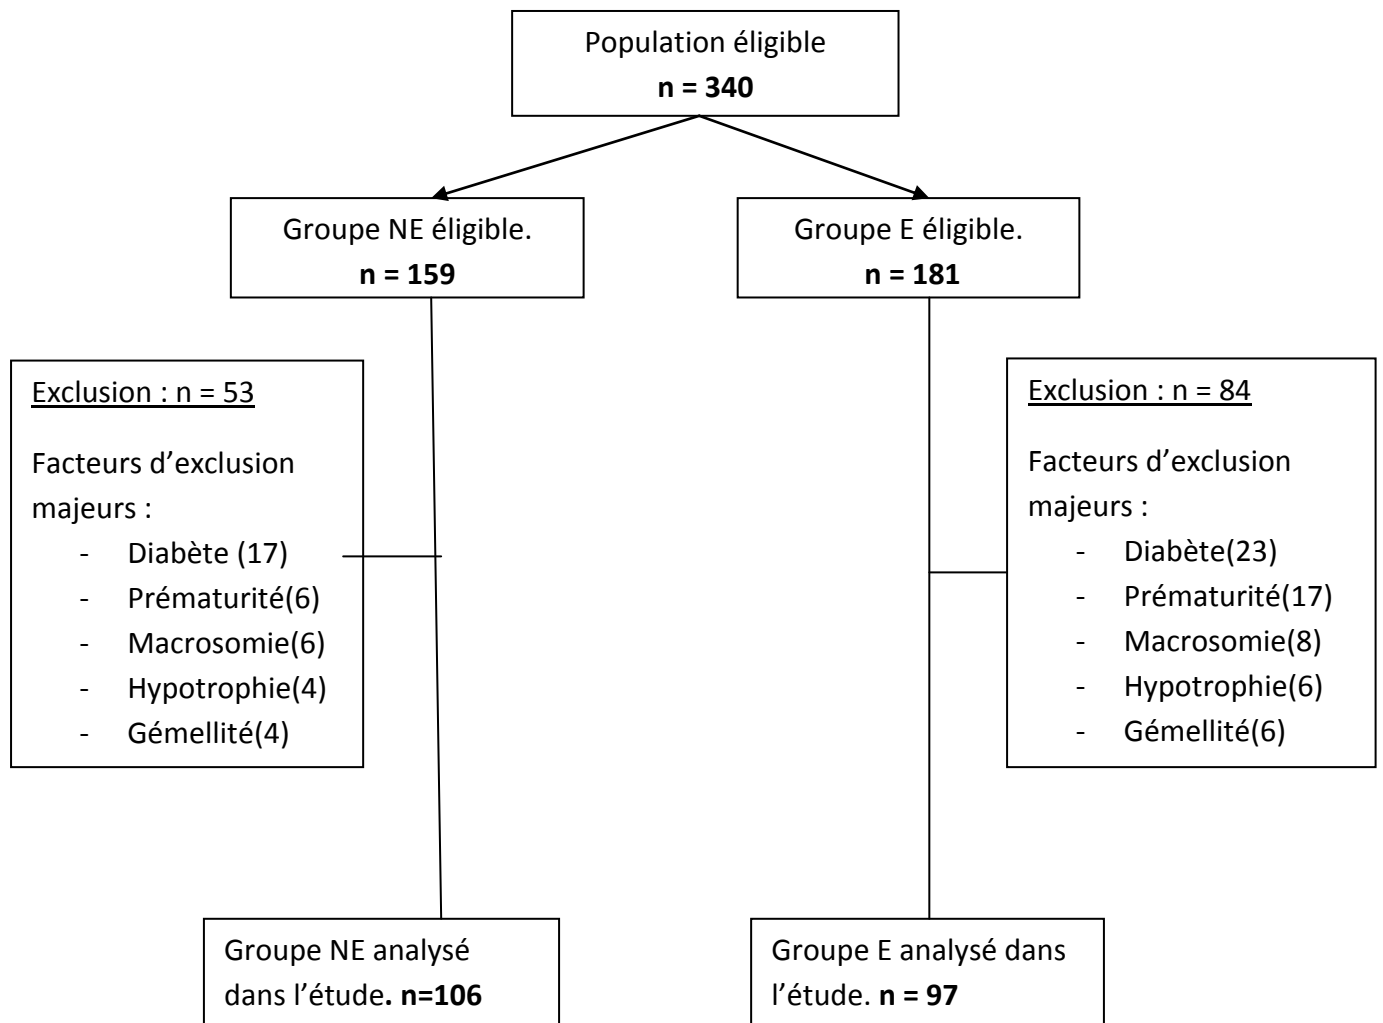 Population éligible
n = 340
Groupe NE éligible.
n = 159
Groupe E éligible.
n = 181
Exclusion : n = 53
Facteurs d’exclusion
majeurs :
- Diabète (17)
- Prématurité(6)
- Macrosomie(6)
- Hypotrophie(4)
- Gémellité(4)
Exclusion : n = 84
Facteurs d’exclusion
majeurs :
- Diabète(23)
- Prématurité(17)
- Macrosomie(8)
- Hypotrophie(6)
- Gémellité(6)
Groupe NE analysé
dans l’étude. n=106
Groupe E analysé dans
l’étude. n = 97